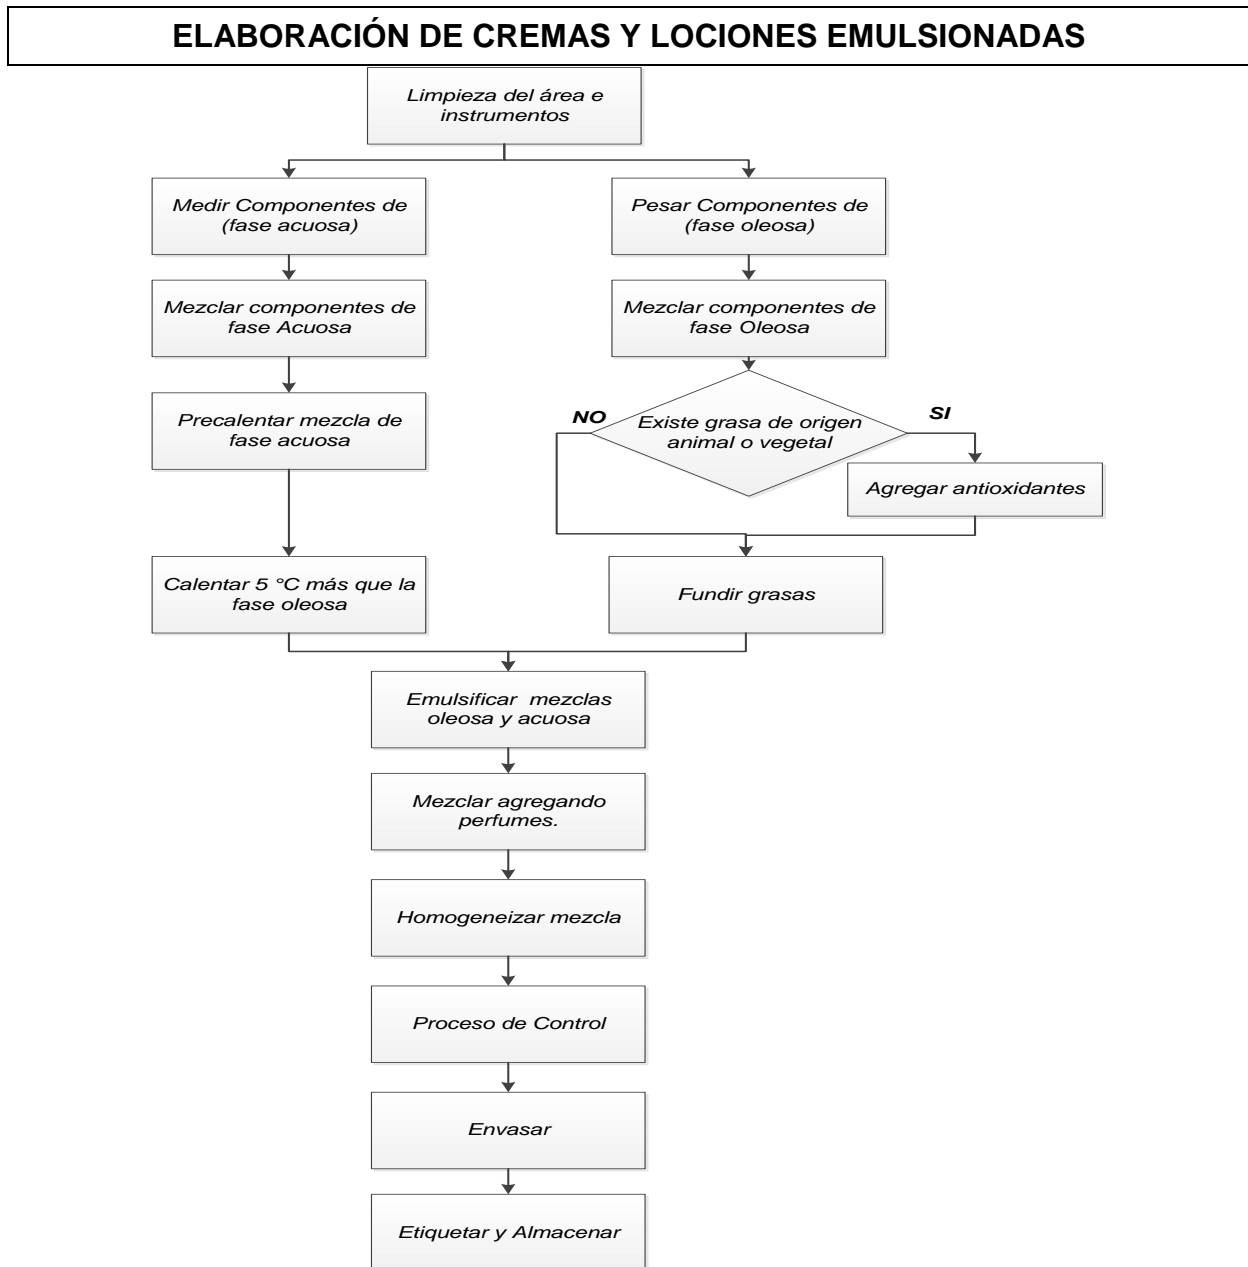 ELABORACIÓN DE CREMAS Y LOCIONES EMULSIONADAS
Limpieza del área e
instrumentos
Medir Componentes de
(fase acuosa)
Pesar Componentes de
(fase oleosa)
Mezclar componentes de
fase Acuosa
Mezclar componentes de
fase Oleosa
Precalentar mezcla de
fase acuosa
NO
Existe grasa de origen
animal o vegetal
SI
Agregar antioxidantes
Calentar 5 °C más que la
fase oleosa
Fundir grasas
Emulsificar mezclas
oleosa y acuosa
Mezclar agregando
perfumes.
Homogeneizar mezcla
Proceso de Control
Envasar
Etiquetar y Almacenar